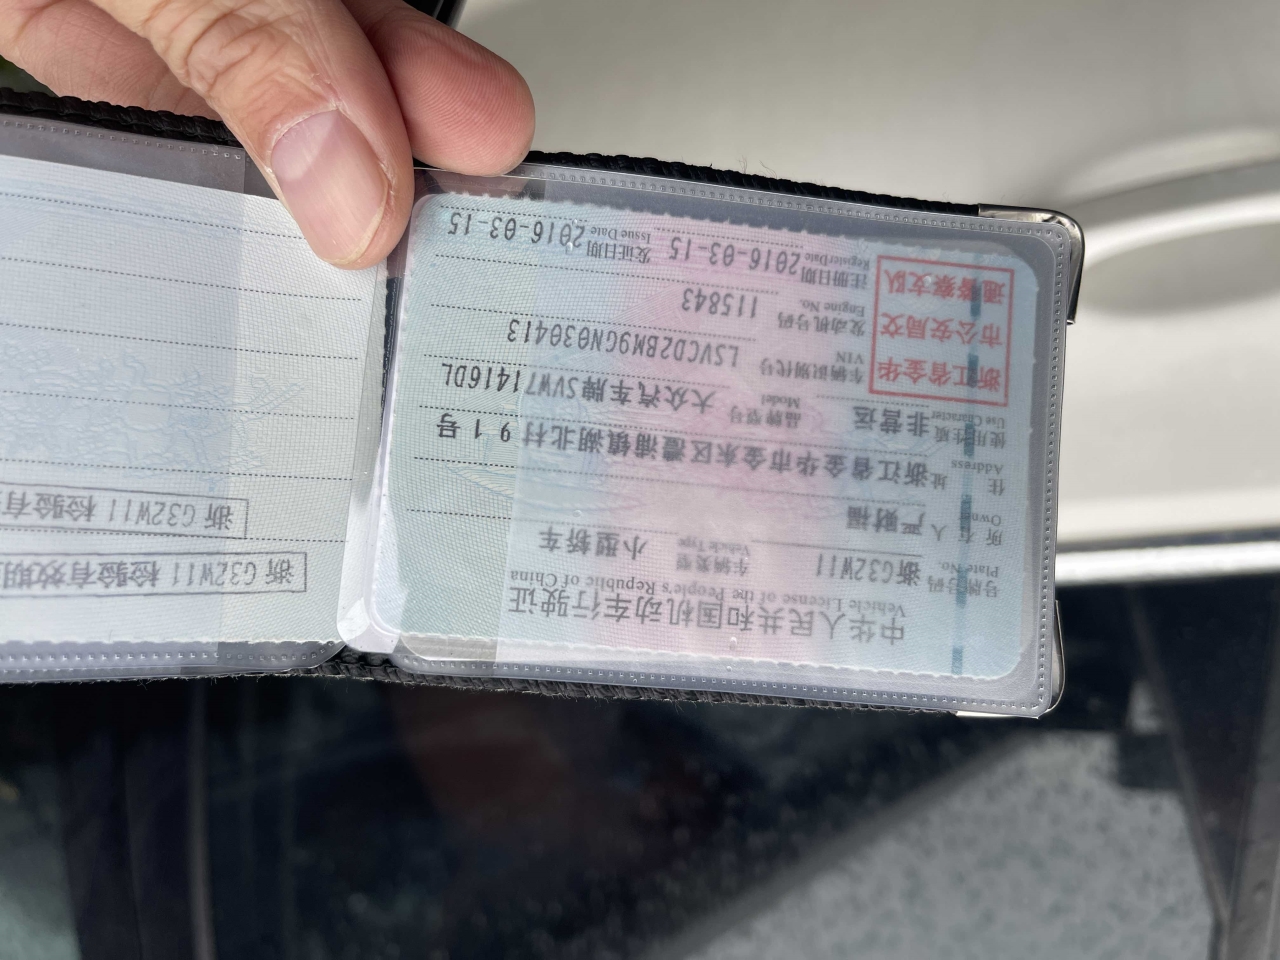 中华人民共和国机动车行驶证
Vehicle License of the People's Republic of China
号牌号码 浙G32W11 车辆类型 小型轿车
Plate No. Vehicle Type
所有人 严财福
Owner
住址 浙江省金华市金东区澧浦镇湖北村91号
Address
使用性质 非营运 品牌型号 大众汽车牌SVW71416DL
Use Character Model
浙江省金华
市公安局交
通警察支队
车辆识别代号 LSVCD2BM9GN030413
VIN
发动机号码 115843
Engine No.
注册日期 2016-03-15 发证日期 2016-03-15
Register Date Issue Date
浙G32W11 检验有效期
浙G32W11 检验有